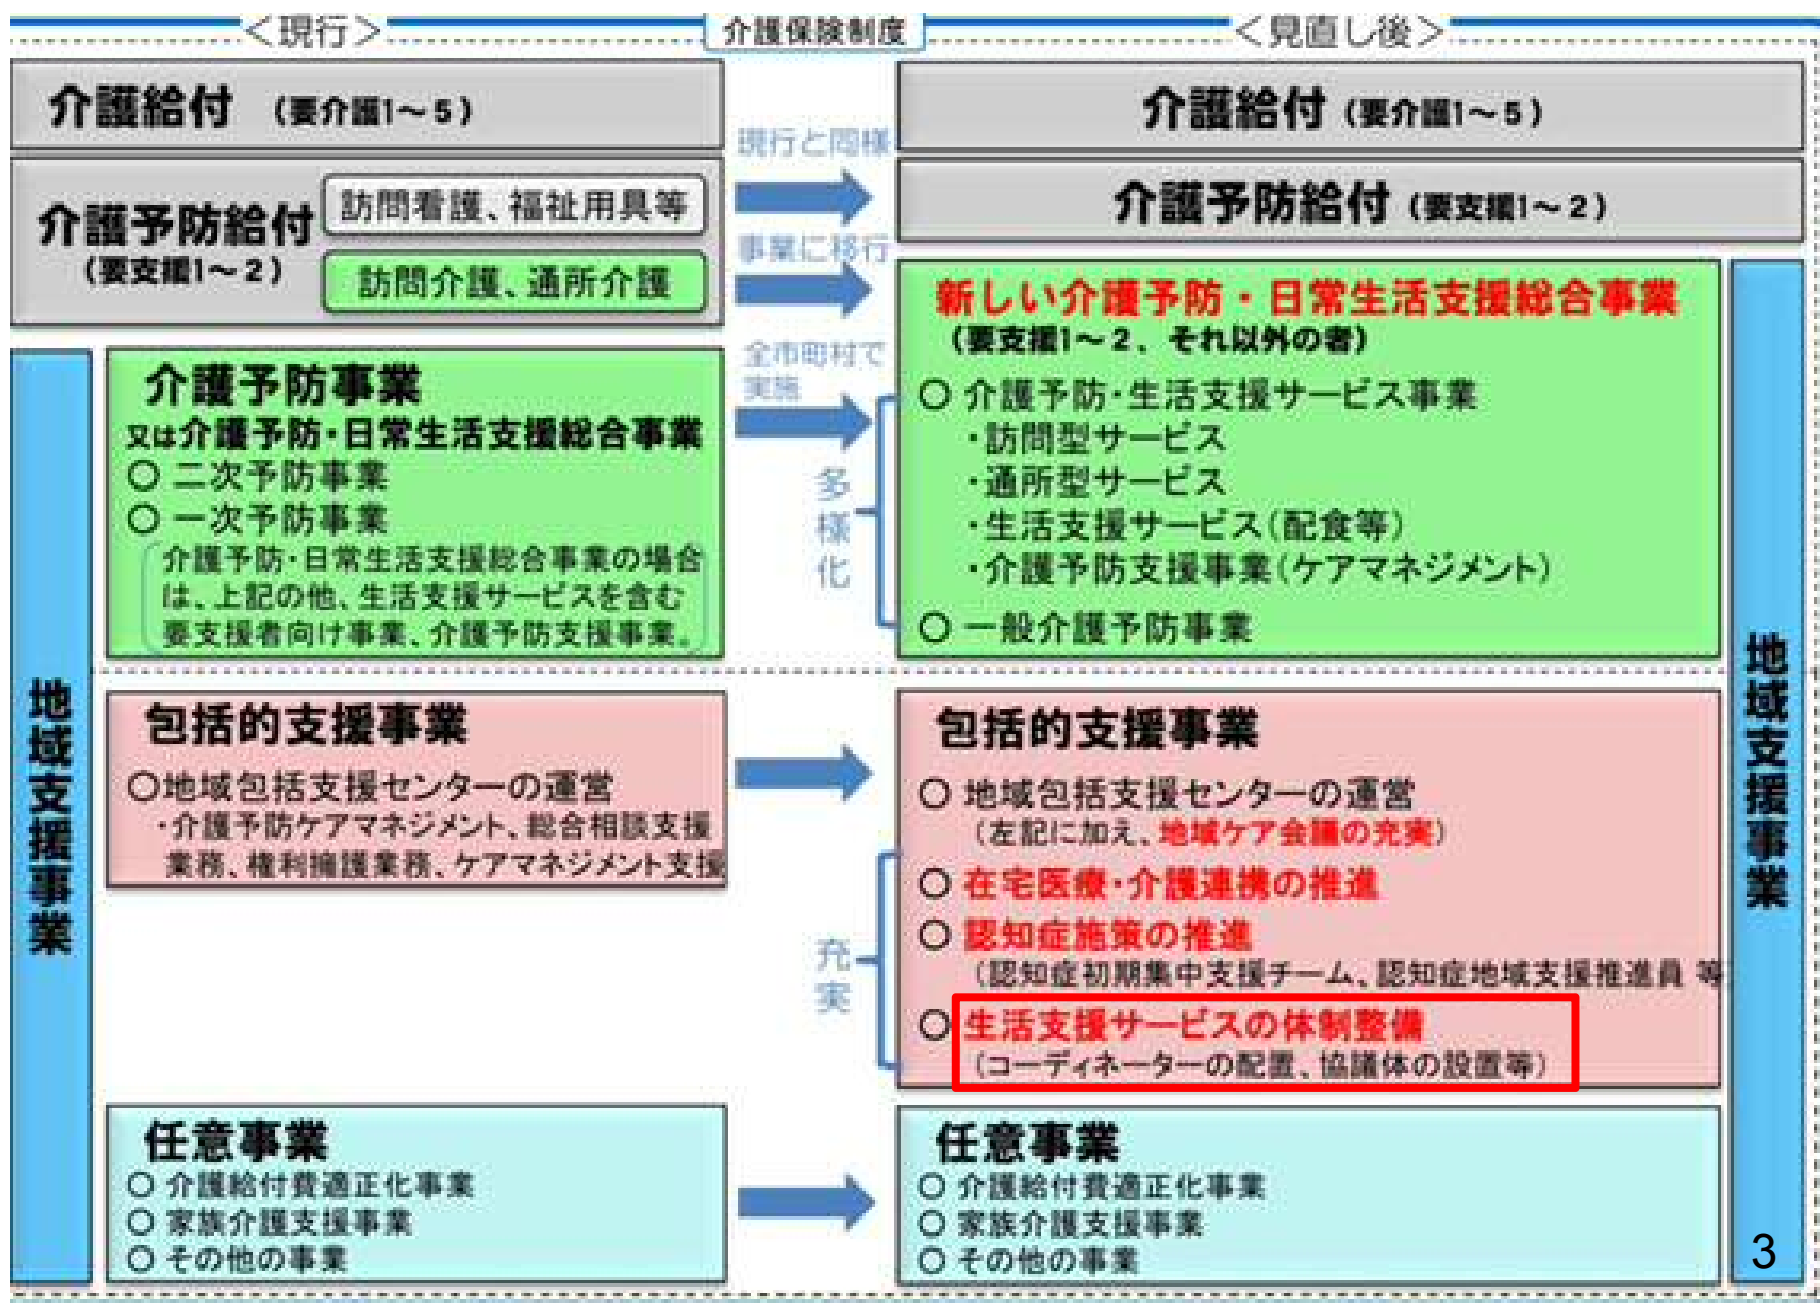 ＜現行＞
介護保険制度
＜見直し後＞
介護給付 （要介護1～5）
現行と同様
介護給付（要介護1～5）
介護予防給付
（要支援1～2）
訪問看護、福祉用具等
訪問介護、通所介護
事業に移行
介護予防給付（要支援1～2）
新しい介護予防・日常生活支援総合事業
（要支援1～2、それ以外の者）
全市町村で
実施
介護予防事業
又は介護予防・日常生活支援総合事業
○ 二次予防事業
○ 一次予防事業
介護予防・日常生活支援総合事業の場合
は、上記の他、生活支援サービスを含む
要支援者向け事業、介護予防支援事業。
多様化
○ 介護予防・生活支援サービス事業
・訪問型サービス
・通所型サービス
・生活支援サービス（配食等）
・介護予防支援事業（ケアマネジメント）
○ 一般介護予防事業
地域支援事業
包括的支援事業
○地域包括支援センターの運営
・介護予防ケアマネジメント、総合相談支援
業務、権利擁護業務、ケアマネジメント支援
充実
包括的支援事業
○ 地域包括支援センターの運営
（左記に加え、地域ケア会議の充実）
○ 在宅医療・介護連携の推進
○ 認知症施策の推進
（認知症初期集中支援チーム、認知症地域支援推進員 等
○ 生活支援サービスの体制整備
（コーディネーターの配置、協議体の設置等）
地域支援事業
任意事業
○ 介護給付費適正化事業
○ 家族介護支援事業
○ その他の事業
任意事業
○ 介護給付費適正化事業
○ 家族介護支援事業
○ その他の事業
3